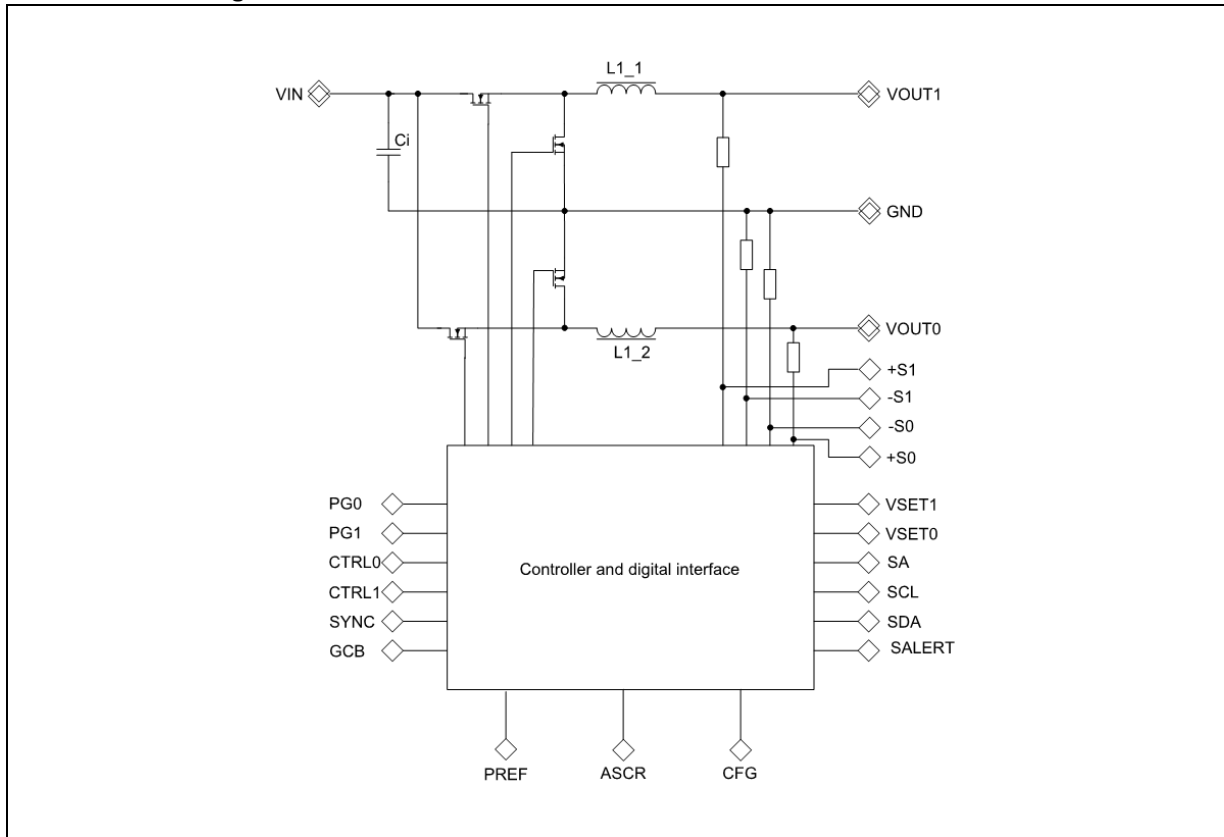 L1_1
VIN
VOUT1
Ci
GND
VOUT0
L1_2
+S1
-S1
-S0
+S0
PG0
VSET1
PG1
VSET0
CTRL0
Controller and digital interface
SA
CTRL1
SCL
SYNC
SDA
GCB
SALERT
PREF
ASCR
CFG